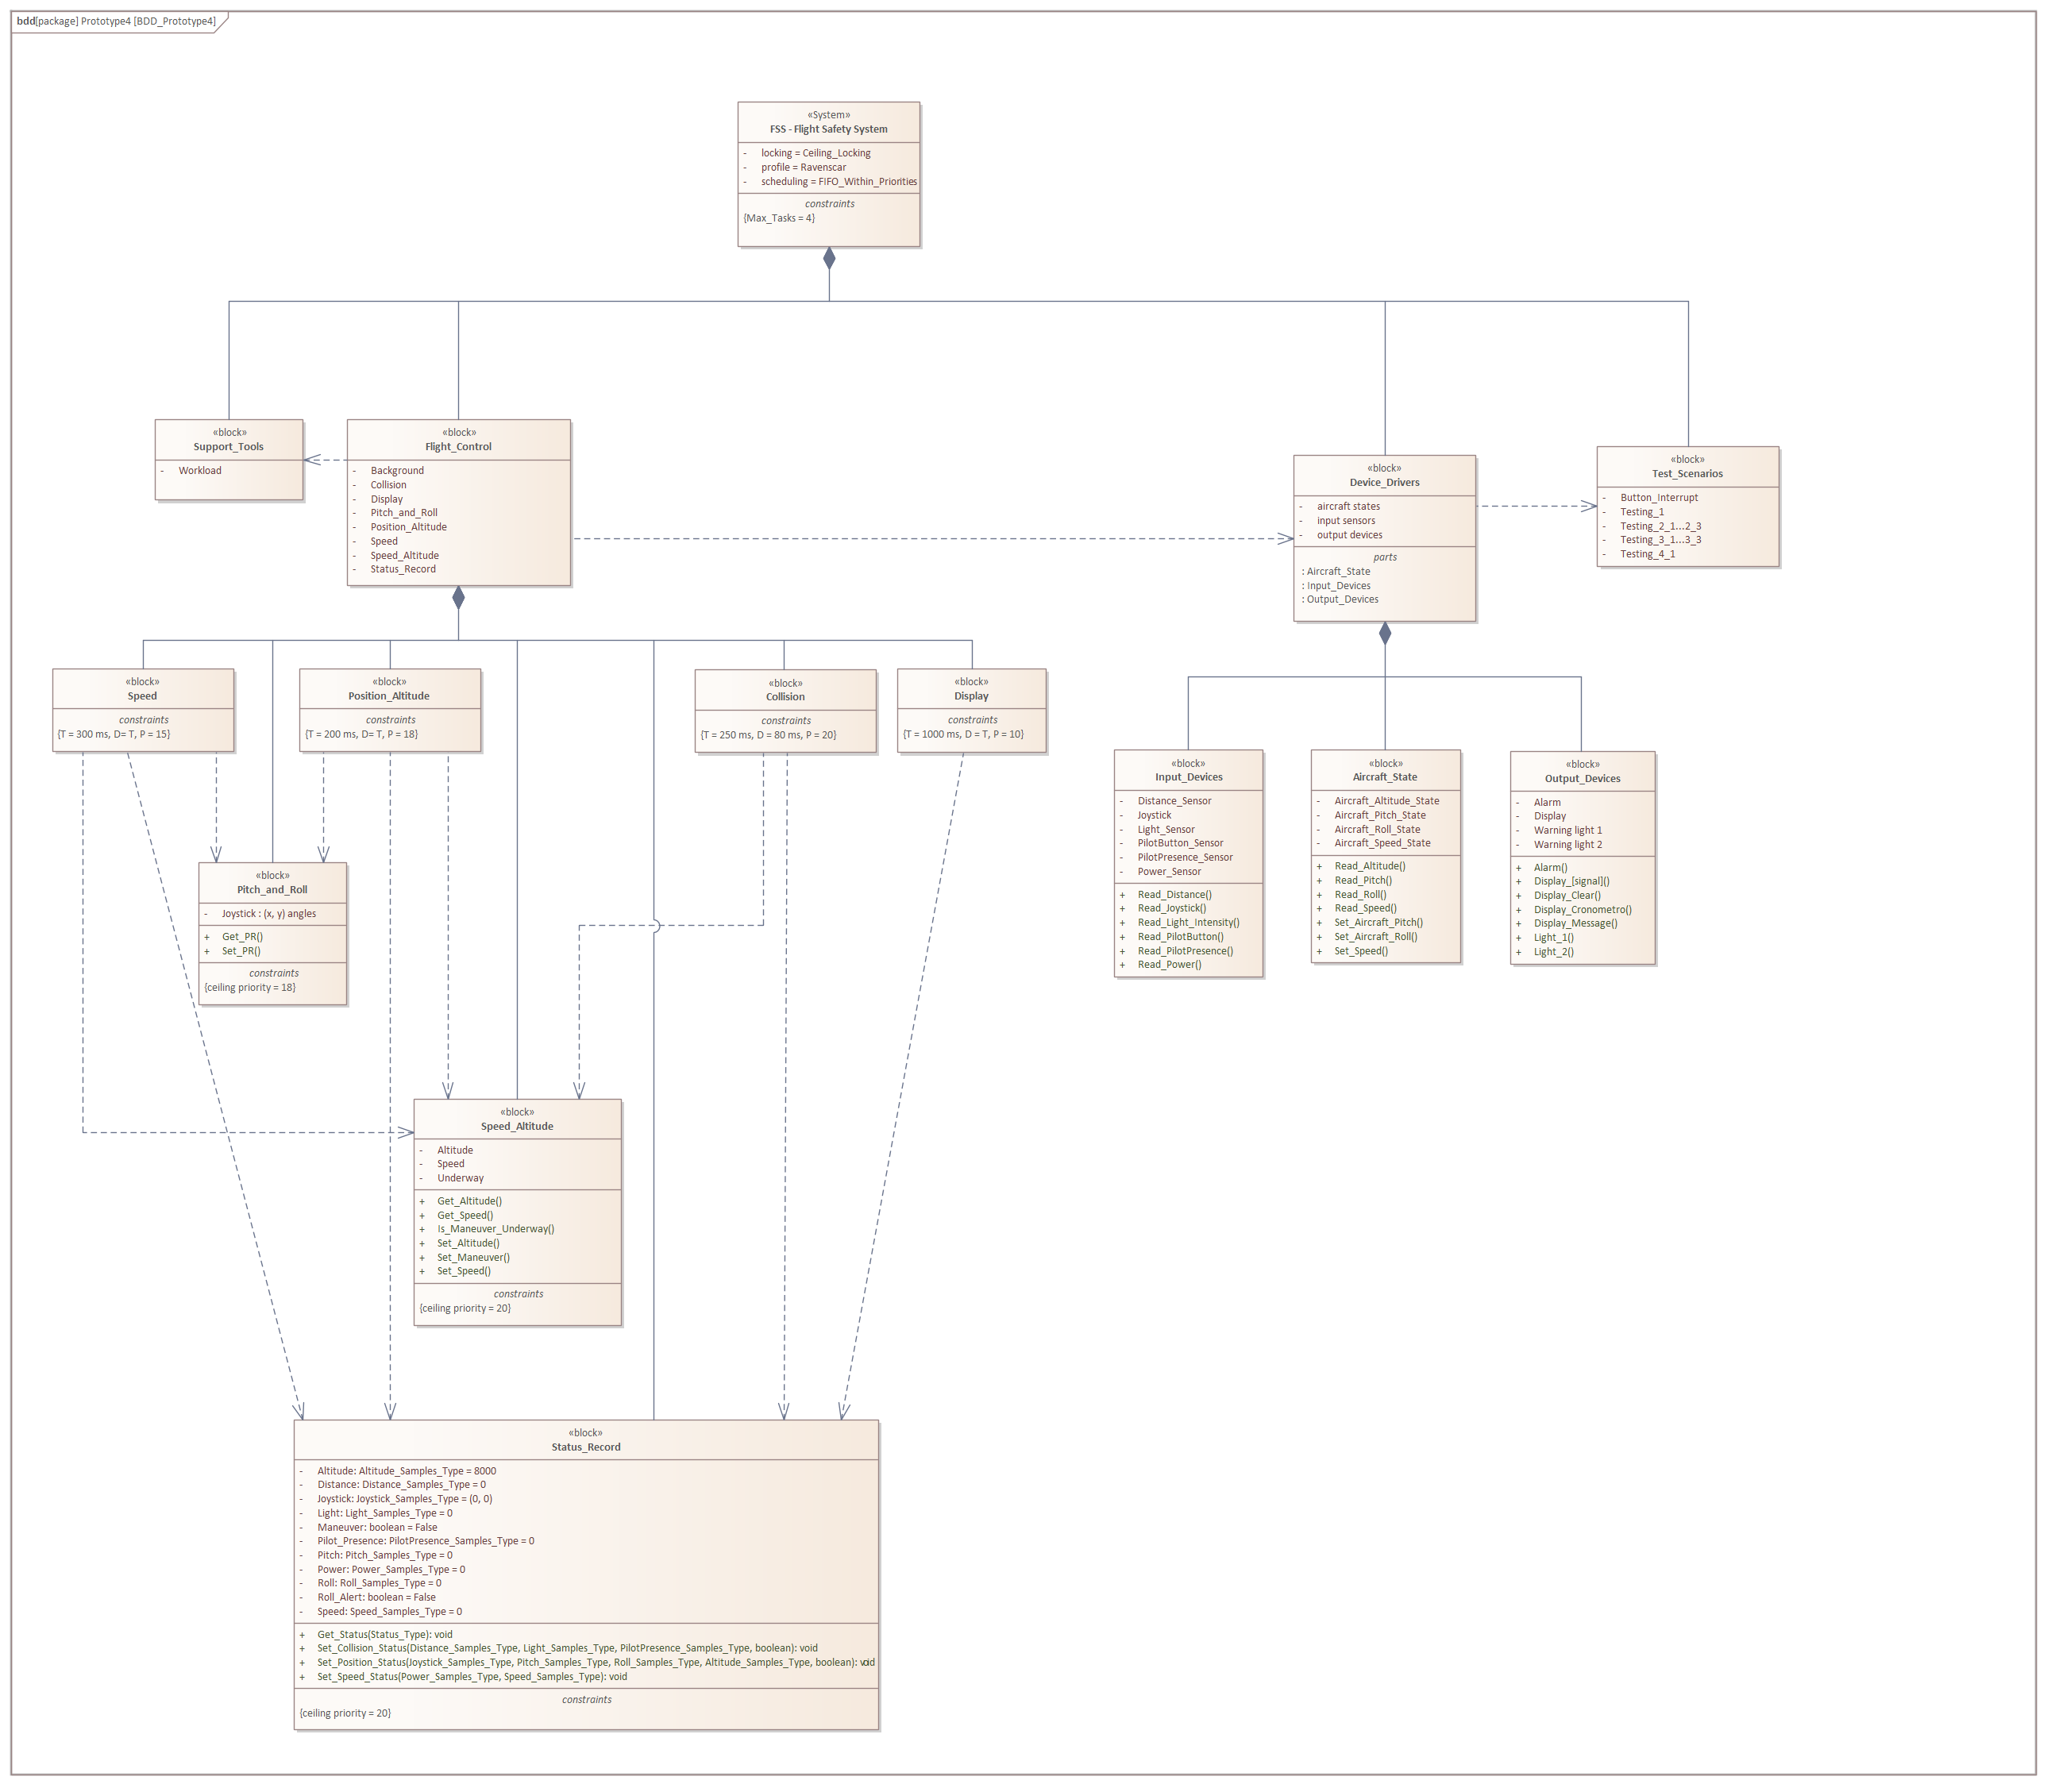 bdd[package] Prototype4 [BDD_Prototype4]
«System»
FSS - Flight Safety System
- locking = Ceiling_Locking
- profile = Ravenscar
- scheduling = FIFO_Within_Priorities
constraints
{Max_Tasks = 4}
«block»
Support_Tools
- Workload
«block»
Flight_Control
- Background
- Collision
- Display
- Pitch_and_Roll
- Position_Altitude
- Speed
- Speed_Altitude
- Status_Record
«block»
Device_Drivers
- aircraft states
- input sensors
- output devices
parts
: Aircraft_State
: Input_Devices
: Output_Devices
«block»
Test_Scenarios
- Button_Interrupt
- Testing_1
- Testing_2_1...2_3
- Testing_3_1...3_3
- Testing_4_1
«block»
Speed
constraints
{T = 300 ms, D= T, P = 15}
«block»
Position_Altitude
constraints
{T = 200 ms, D= T, P = 18}
«block»
Collision
constraints
{T = 250 ms, D = 80 ms, P = 20}
«block»
Display
constraints
{T = 1000 ms, D = T, P = 10}
«block»
Input_Devices
- Distance_Sensor
- Joystick
- Light_Sensor
- PilotButton_Sensor
- PilotPresence_Sensor
- Power_Sensor
+ Read_Distance()
+ Read_Joystick()
+ Read_Light_Intensity()
+ Read_PilotButton()
+ Read_PilotPresence()
+ Read_Power()
«block»
Aircraft_State
- Aircraft_Altitude_State
- Aircraft_Pitch_State
- Aircraft_Roll_State
- Aircraft_Speed_State
+ Read_Altitude()
+ Read_Pitch()
+ Read_Roll()
+ Read_Speed()
+ Set_Aircraft_Pitch()
+ Set_Aircraft_Roll()
+ Set_Speed()
«block»
Output_Devices
- Alarm
- Display
- Warning light 1
- Warning light 2
+ Alarm()
+ Display_[signal]()
+ Display_Clear()
+ Display_Cronometro()
+ Display_Message()
+ Light_1()
+ Light_2()
«block»
Pitch_and_Roll
- Joystick : (x, y) angles
+ Get_PR()
+ Set_PR()
constraints
{ceiling priority = 18}
«block»
Speed_Altitude
- Altitude
- Speed
- Underway
+ Get_Altitude()
+ Get_Speed()
+ Is_Maneuver_Underway()
+ Set_Altitude()
+ Set_Maneuver()
+ Set_Speed()
constraints
{ceiling priority = 20}
«block»
Status_Record
- Altitude: Altitude_Samples_Type = 8000
- Distance: Distance_Samples_Type = 0
- Joystick: Joystick_Samples_Type = (0, 0)
- Light: Light_Samples_Type = 0
- Maneuver: boolean = False
- Pilot_Presence: PilotPresence_Samples_Type = 0
- Pitch: Pitch_Samples_Type = 0
- Power: Power_Samples_Type = 0
- Roll: Roll_Samples_Type = 0
- Roll_Alert: boolean = False
- Speed: Speed_Samples_Type = 0
+ Get_Status(Status_Type): void
+ Set_Collision_Status(Distance_Samples_Type, Light_Samples_Type, PilotPresence_Samples_Type, boolean): void
+ Set_Position_Status(Joystick_Samples_Type, Pitch_Samples_Type, Roll_Samples_Type, Altitude_Samples_Type, boolean): void
+ Set_Speed_Status(Power_Samples_Type, Speed_Samples_Type): void
constraints
{ceiling priority = 20}